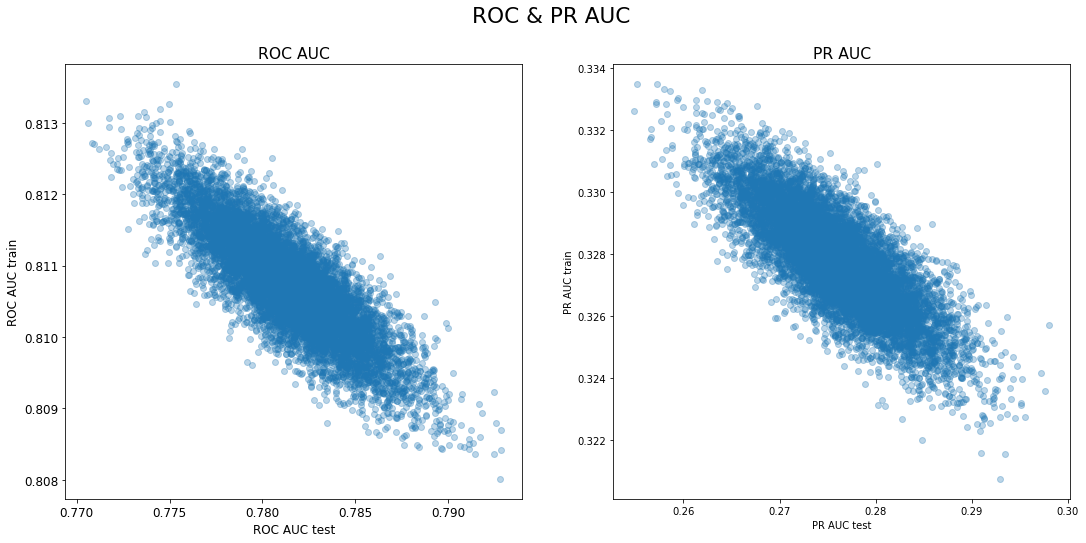 ROC & PR AUC
ROC AUC
0.813
0.812
0.811
0.810
0.809
0.808
ROC AUC train
0.770 0.775 0.780 0.785 0.790
ROC AUC test
PR AUC
0.334
0.332
0.330
0.328
0.326
0.324
0.322
PR AUC train
0.26 0.27 0.28 0.29 0.30
PR AUC test